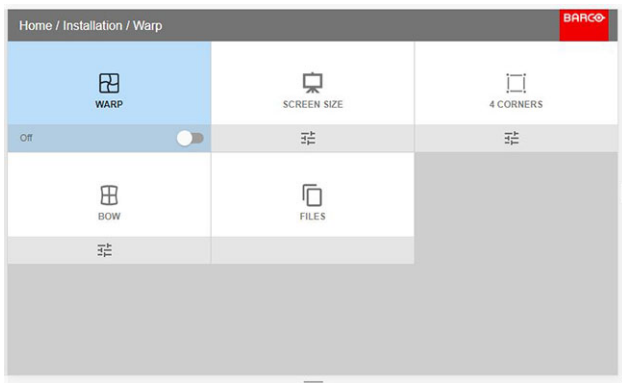 Home / Installation / Warp
BARCO
WARP
SCREEN SIZE
4 CORNERS
Off
BOW
FILES